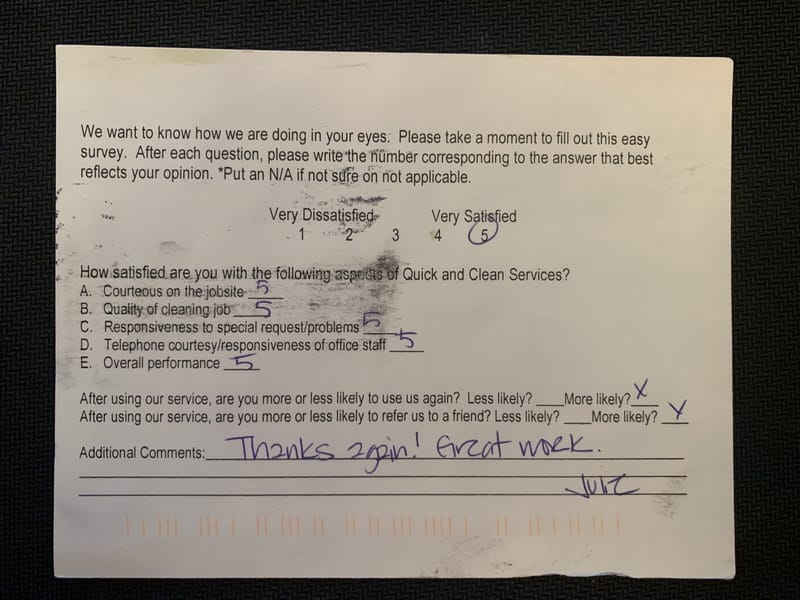 We want to know how we are doing in your eyes. Please take a moment to fill out this easy
survey. After each question, please write the number corresponding to the answer that best
reflects your opinion. *Put an N/A if not sure on not applicable.
Very Dissatisfied Very Satisfied
1 2 3 4 5
How satisfied are you with the following aspects of Quick and Clean Services?
A. Courteous on the jobsite 5
B. Quality of cleaning job 5
C. Responsiveness to special request/problems 5
D. Telephone courtesy/responsiveness of office staff 5
E. Overall performance 5
After using our service, are you more or less likely to use us again? Less likely? ____More likely? X
After using our service, are you more or less likely to refer us to a friend? Less likely? ____More likely? X
Additional Comments: Thanks again! Great work.
Julie